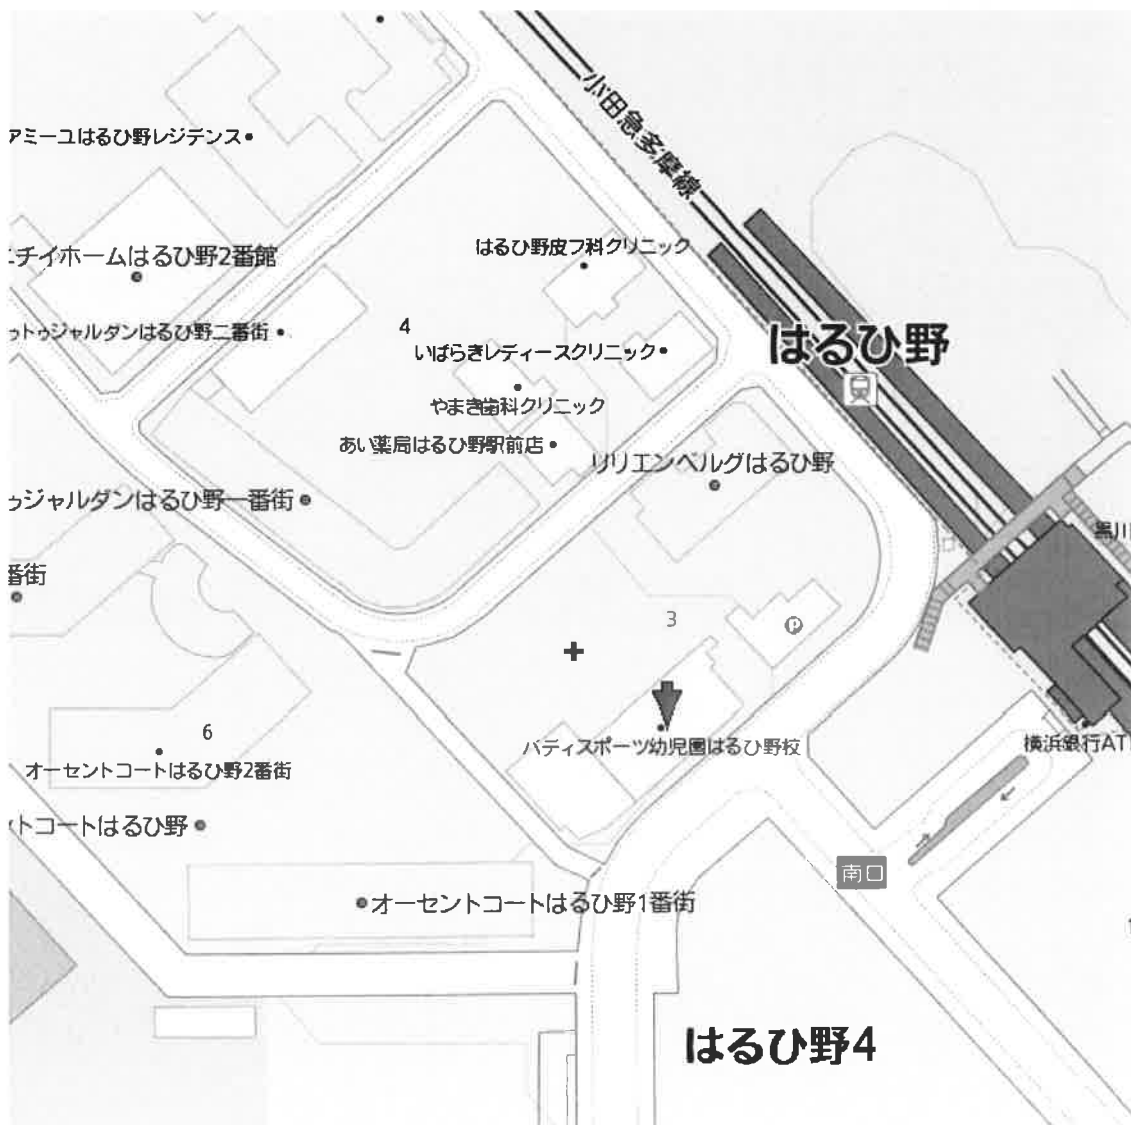 小田急多摩線
アミーユはるひ野レジデンス
はるひ野皮フ科クリニック
ニチイホームはるひ野2番館
ットゥジャルダンはるひ野二番街
4
はるひ野
いばらきレディースクリニック
やまき歯科クリニック
あい薬局はるひ野駅前店
リリエンベルグはるひ野
ゥジャルダンはるひ野一番街
黒川
番街
3
P
6
バディスポーツ幼児園はるひ野校
横浜銀行AT
オーセントコートはるひ野2番街
ントコートはるひ野
南口
オーセントコートはるひ野1番街
はるひ野4